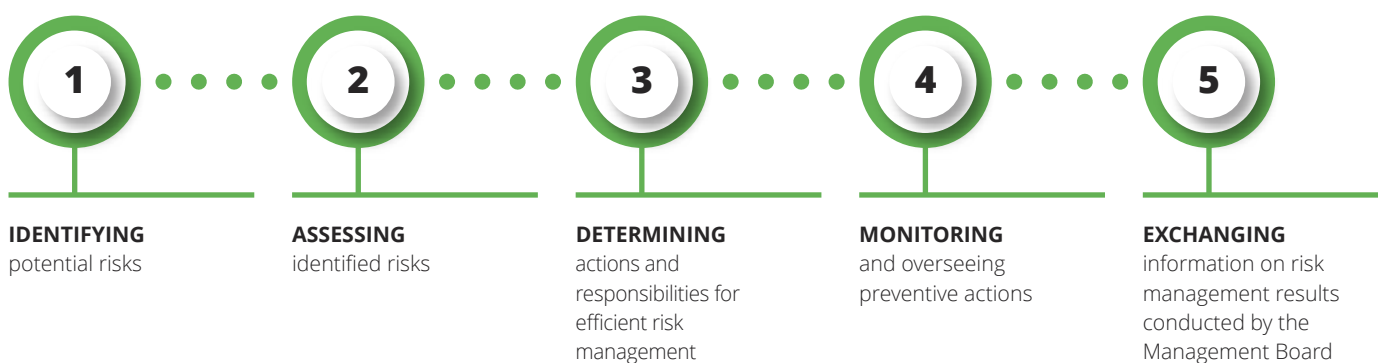 1
2
3
4
5
IDENTIFYING
potential risks
ASSESSING
identified risks
DETERMINING
actions and
responsibilities for
efficient risk
management
MONITORING
and overseeing
preventive actions
EXCHANGING
information on risk
management results
conducted by the
Management Board